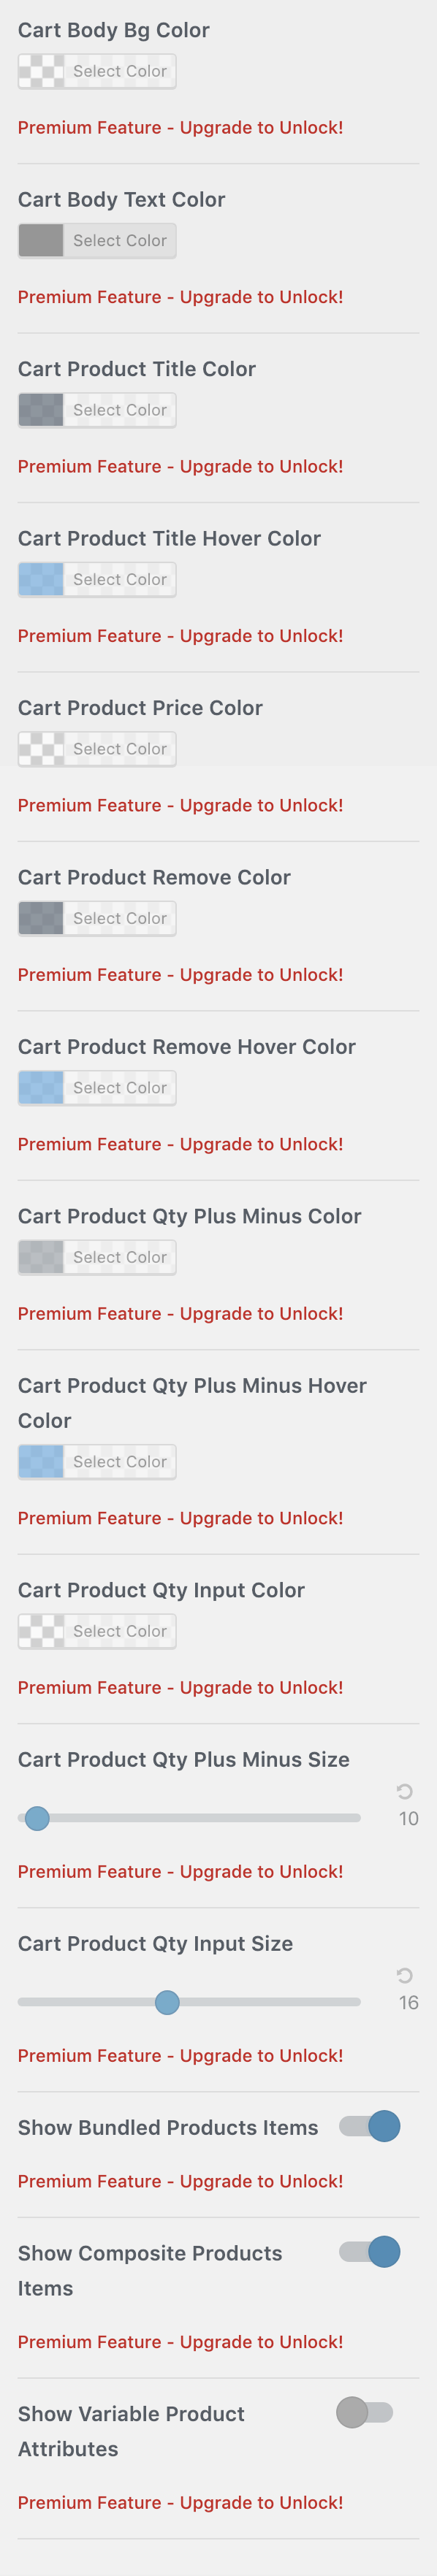 Cart Body Bg Color
Select Color
Premium Feature - Upgrade to Unlock!
Cart Body Text Color
Select Color
Premium Feature - Upgrade to Unlock!
Cart Product Title Color
Select Color
Premium Feature - Upgrade to Unlock!
Cart Product Title Hover Color
Select Color
Premium Feature - Upgrade to Unlock!
Cart Product Price Color
Select Color
Premium Feature - Upgrade to Unlock!
Cart Product Remove Color
Select Color
Premium Feature - Upgrade to Unlock!
Cart Product Remove Hover Color
Select Color
Premium Feature - Upgrade to Unlock!
Cart Product Qty Plus Minus Color
Select Color
Premium Feature - Upgrade to Unlock!
Cart Product Qty Plus Minus Hover
Color
Select Color
Premium Feature - Upgrade to Unlock!
Cart Product Qty Input Color
Select Color
Premium Feature - Upgrade to Unlock!
Cart Product Qty Plus Minus Size
10
Premium Feature - Upgrade to Unlock!
Cart Product Qty Input Size
16
Premium Feature - Upgrade to Unlock!
Show Bundled Products Items
Premium Feature - Upgrade to Unlock!
Show Composite Products
Items
Premium Feature - Upgrade to Unlock!
Show Variable Product
Attributes
Premium Feature - Upgrade to Unlock!